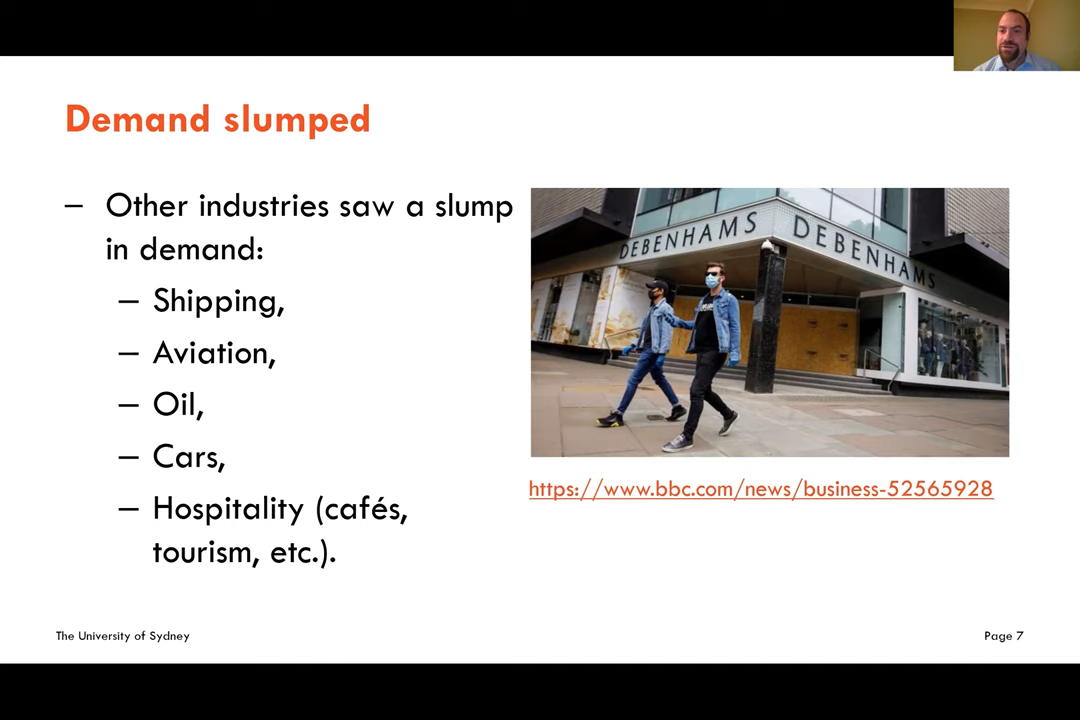 Demand slumped
– Other industries saw a slump
in demand:
– Shipping,
– Aviation,
– Oil,
– Cars,
– Hospitality (cafés,
tourism, etc.).
DEBENHAMS DEBENHAMS
https://www.bbc.com/news/business-52565928
The University of Sydney
Page 7